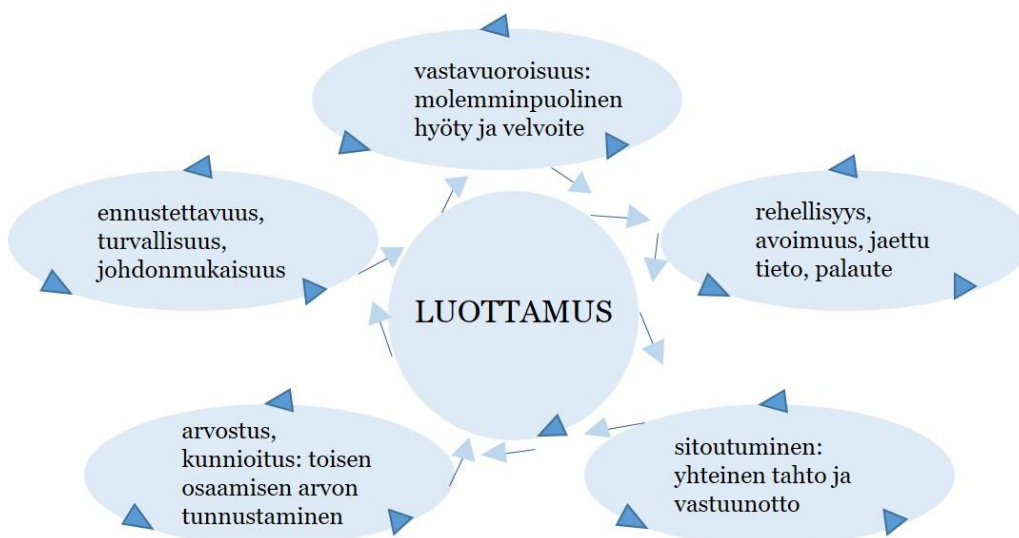 vastavuoroisuus:
molemminpuolinen
hyöty ja velvoite
ennustettavuus,
turvallisuus,
johdonmukaisuus
rehellisyys,
avoimuus, jaettu
tieto, palaute
LUOTTAMUS
arvostus,
kunnioitus: toisen
osaamisen arvon
tunnustaminen
sitoutuminen:
yhteinen tahto ja
vastuunotto